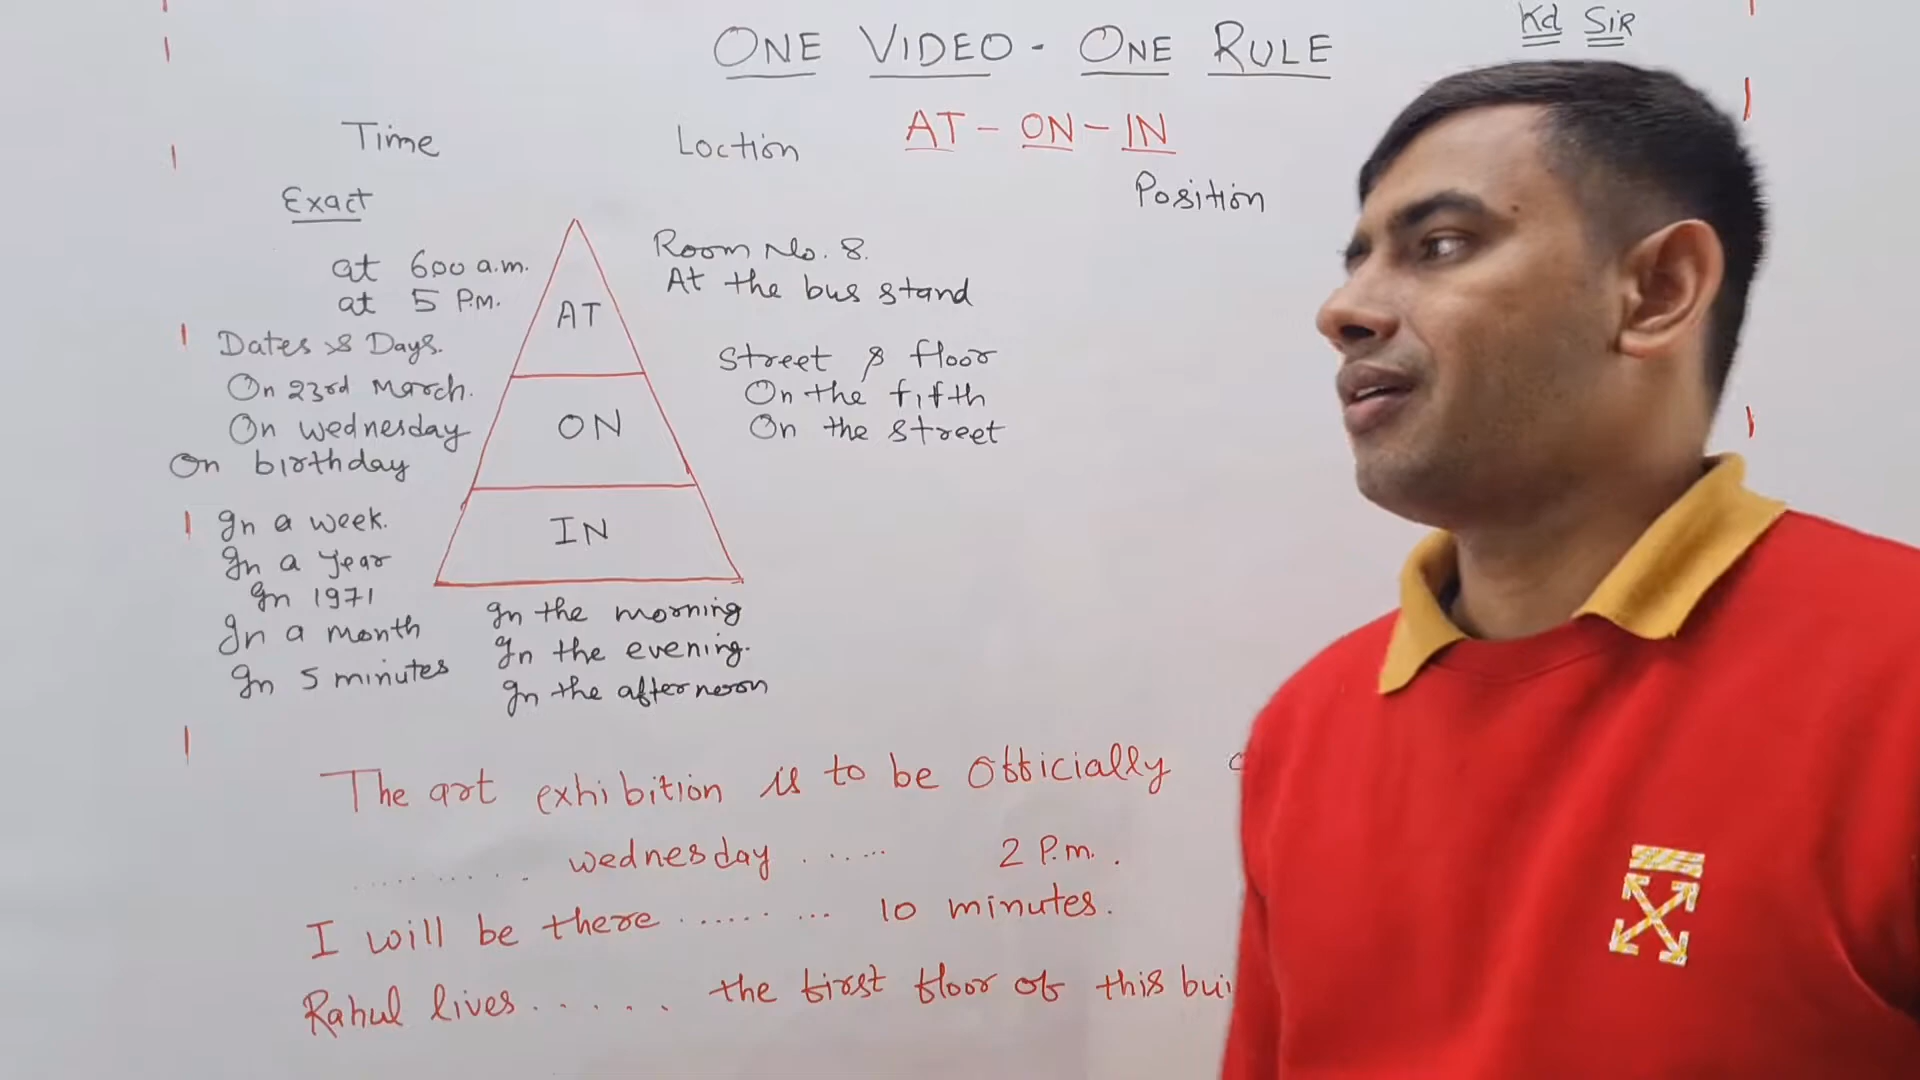 Kd Sir
ONE VIDEO - ONE RULE
AT - ON - IN
Time
Loction
Position
Exact
at 600 a.m.
at 5 P.M.
Dates & Days.
On 23rd March.
On wednesday
On birthday
In a week.
In a year
In 1971
In a month
In 5 minutes
AT
ON
IN
In the morning
In the evening.
In the afternoon
Room No. 8.
At the bus stand
Street & floor
On the fifth
On the street
The art exhibition is to be Officially
.......... wednesday ...... 2 P.m..
I will be there ......... 10 minutes.
Rahul lives ..... the first floor of this bui